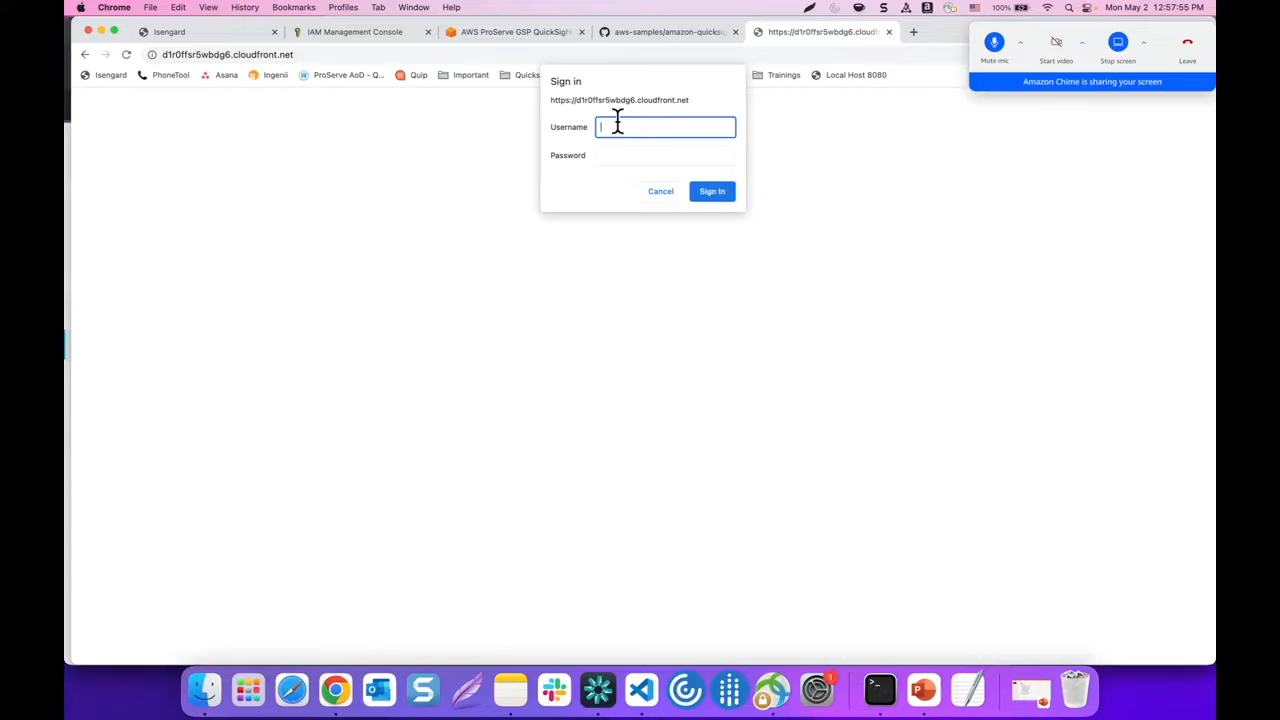 Chrome File Edit View History Bookmarks Profiles Tab Window Help 100% Mon May 2 12:57:55 PM
Isengard IAM Management Console AWS ProServe GSP QuickSigh aws-samples/amazon-quicksig https://d1r0ffsr5wbdg6.cloudf
d1r0ffsr5wbdg6.cloudfront.net
Mute mic Start video Stop screen Leave
Amazon Chime is sharing your screen
Isengard PhoneTool Asana Ingenii ProServe AoD - Q... Quip Important Quicks Trainings Local Host 8080
Sign in
https://d1r0ffsr5wbdg6.cloudfront.net
Username
Password
Cancel Sign In
1